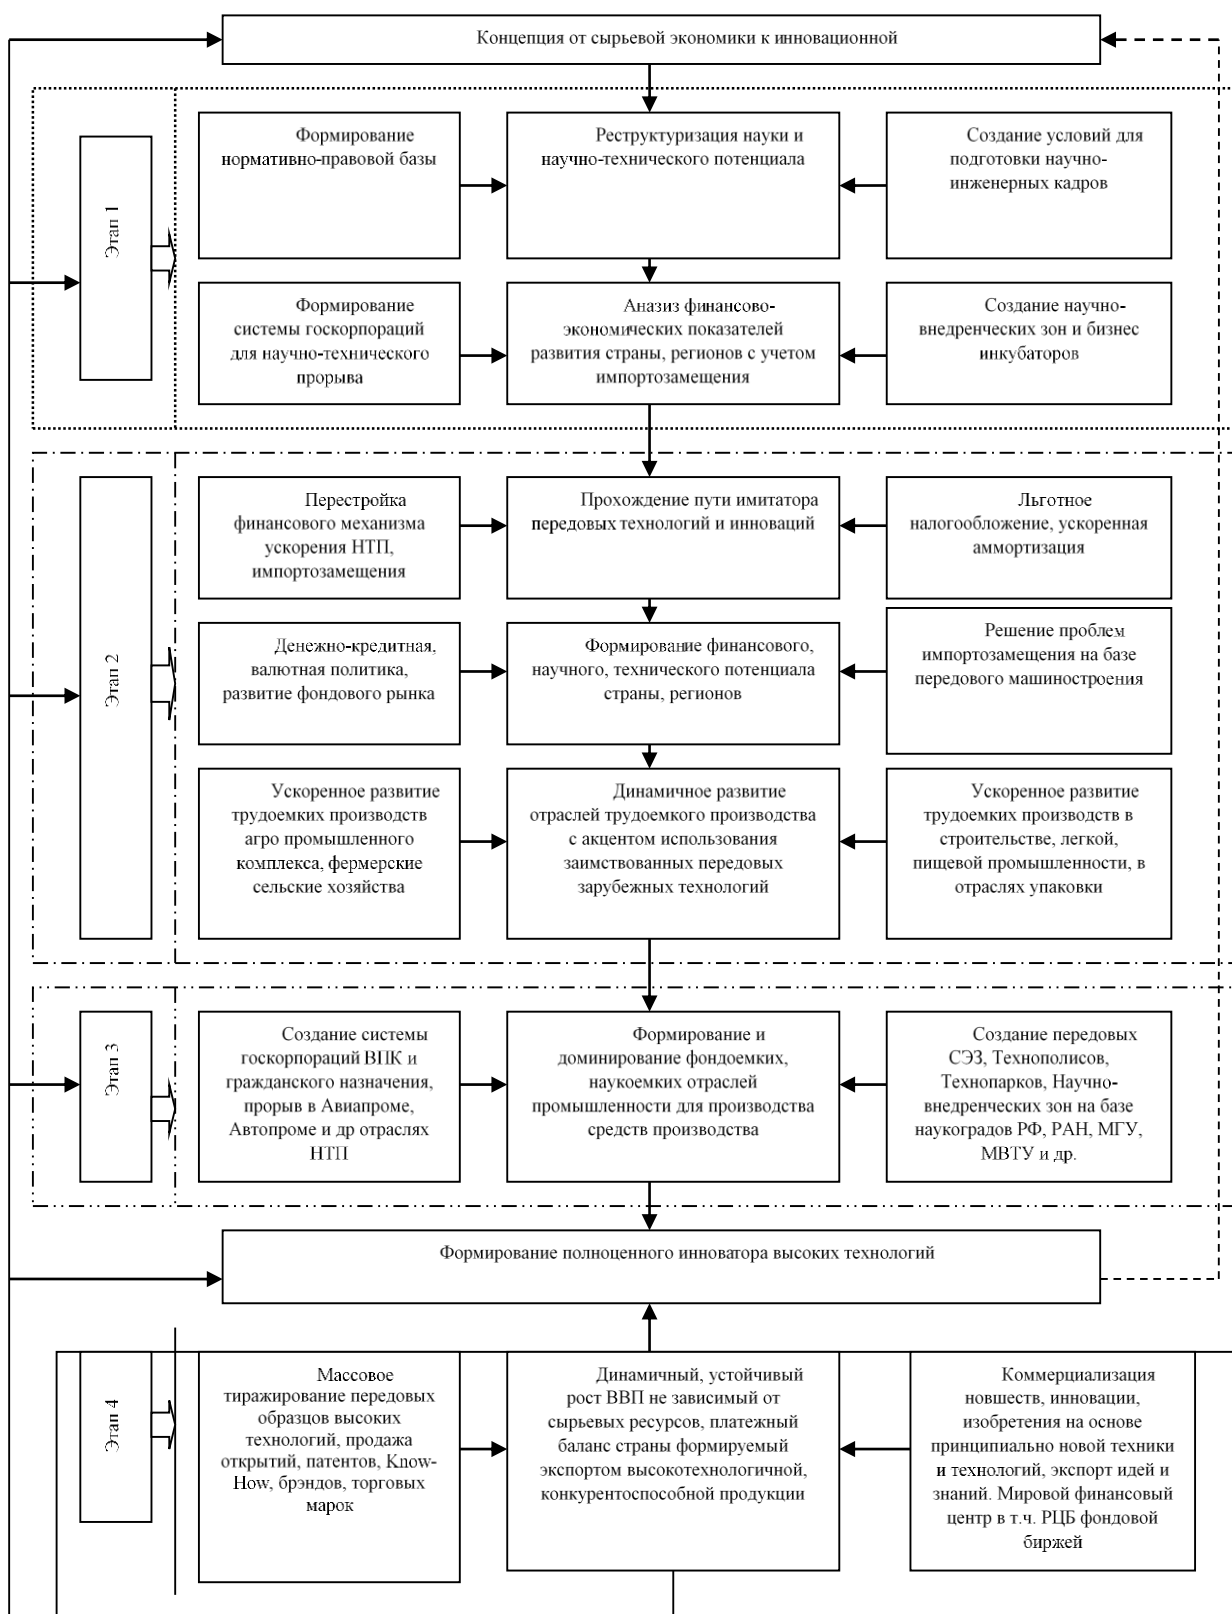 Концепция от сырьевой экономики к инновационной
Этап 1
Формирование
нормативно-правовой базы
Реструктуризация науки и
научно-технического потенциала
Создание условий для
подготовки научно-
инженерных кадров
Формирование
системы госкорпораций
для научно-технического
прорыва
Анazиз финансово-
экономических показателей
развития страны, регионов с учетом
импортозамещения
Создание научно-
внедренческих зон и бизнес
инкубаторов
Этап 2
Перестройка
финансового механизма
ускорения НТП,
импортозамещения
Прохождение пути имитатора
передовых технологий и инноваций
Льготное
налогообложение, ускоренная
аммортизация
Денежно-кредитная,
валютная политика,
развитие фондового рынка
Формирование финансового,
научного, технического потенциала
страны, регионов
Решение проблем
импортозамещения на базе
передового машиностроения
Ускоренное развитие
трудоемких производств
агро промышленного
комплекса, фермерские
сельские хозяйства
Динамичное развитие
отраслей трудоемкого производства
с акцентом использования
заимствованных передовых
зарубежных технологий
Ускоренное развитие
трудоемких производств в
строительстве, легкой,
пищевой промышленности, в
отраслях упаковки
Этап 3
Создание системы
госкорпораций ВПК и
гражданского назначения,
прорыв в Авиапроме,
Автопроме и др отраслях
НТП
Формирование и
доминирование фондоемких,
наукоемких отраслей
промышленности для производства
средств производства
Создание передовых
СЭЗ, Технополисов,
Технопарков, Научно-
внедренческих зон на базе
наукоградов РФ, РАН, МГУ,
МВТУ и др.
Формирование полноценного инноватора высоких технологий
Этап 4
Массовое
тиражирование передовых
образцов высоких
технологий, продажа
открытий, патентов, Know-
How, брэндов, торговых
марок
Динамичный, устойчивый
рост ВВП не зависимый от
сырьевых ресурсов, платежный
баланс страны формируемый
экспортом высокотехнологичной,
конкурентоспособной продукции
Коммерциализация
новшеств, инновации,
изобретения на основе
принципиально новой техники
и технологий, экспорт идей и
знаний. Мировой финансовый
центр в т.ч. РЦБ фондовой
биржей